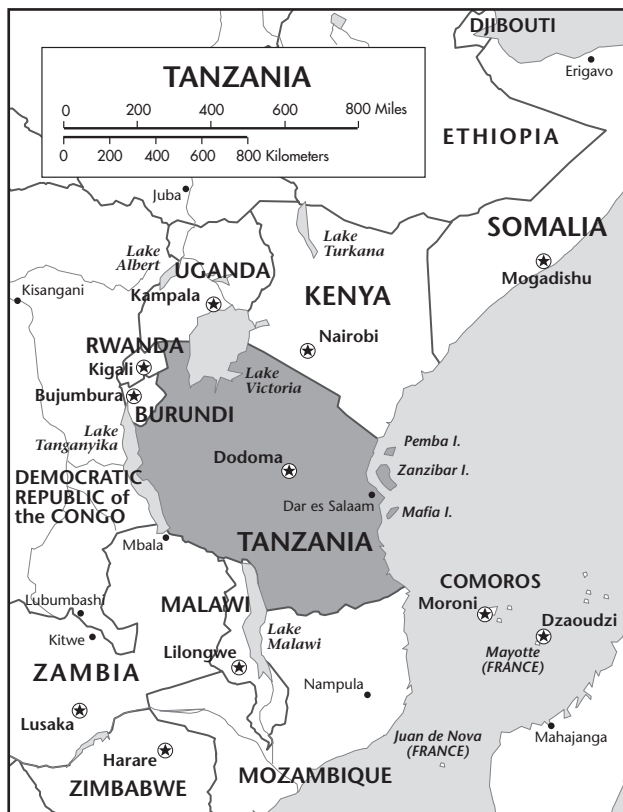 DJIBOUTI
Erigavo
TANZANIA
0 200 400 600 800 Miles
0 200 400 600 800 Kilometers
ETHIOPIA
Juba
SOMALIA
Mogadishu
Lake
Turkana
Lake
Albert
UGANDA
Kampala
KENYA
Kisangani
Nairobi
RWANDA
Kigali
Lake
Victoria
Bujumbura
BURUNDI
Lake
Tanganyika
Pemba I.
Zanzibar I.
Dodoma
DEMOCRATIC
REPUBLIC of
the CONGO
Dar es Salaam
Mafia I.
Mbala
TANZANIA
COMOROS
Moroni
Lubumbashi
MALAWI
Dzaoudzi
Kitwe
Lake
Malawi
Mayotte
(FRANCE)
Lilongwe
ZAMBIA
Nampula
Lusaka
Juan de Nova
(FRANCE)
Mahajanga
Harare
MOZAMBIQUE
ZIMBABWE